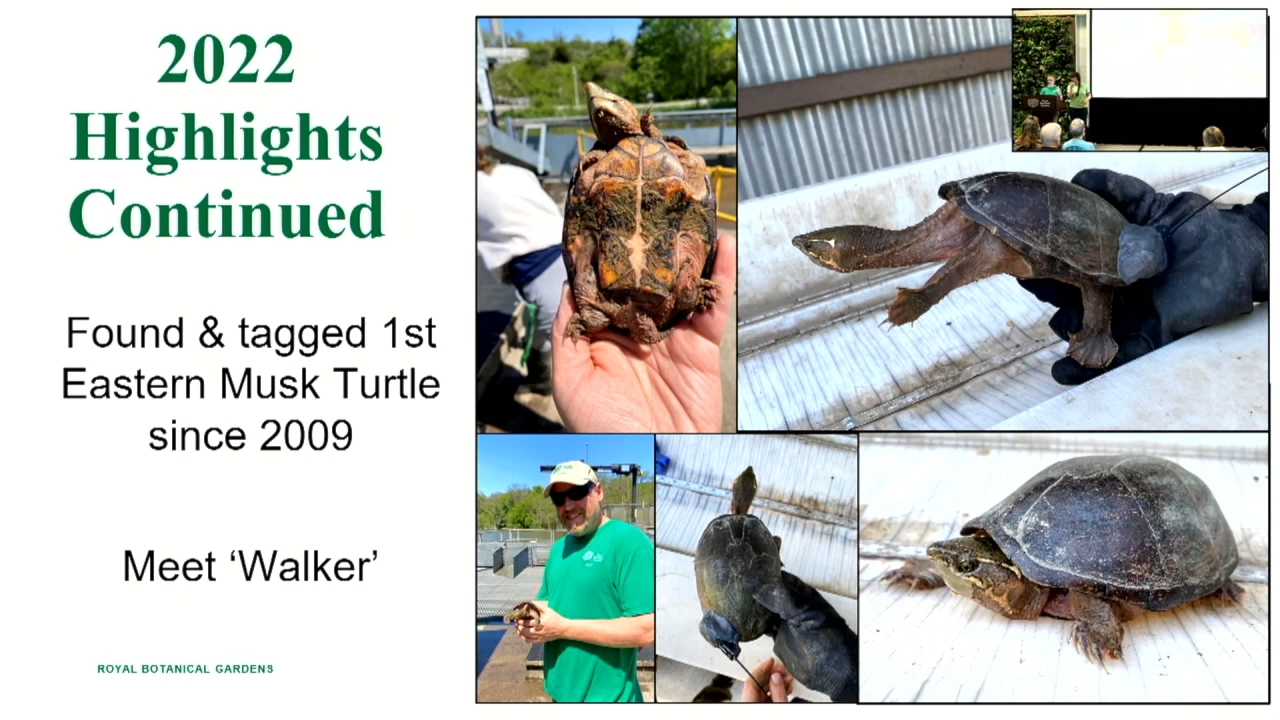 2022
Highlights
Continued
Found & tagged 1st
Eastern Musk Turtle
since 2009
Meet ‘Walker’
ROYAL BOTANICAL GARDENS